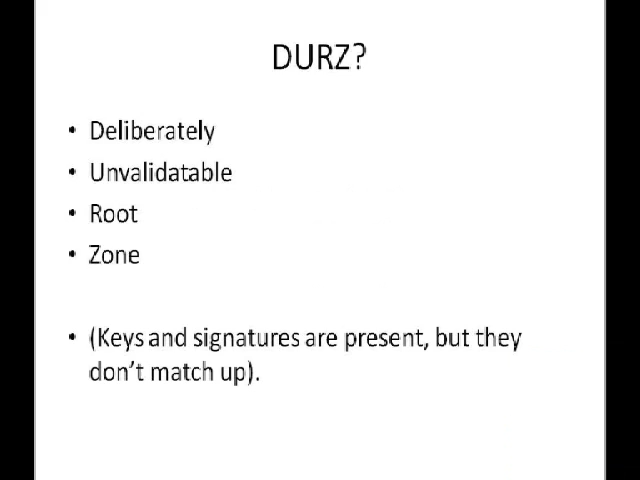 DURZ?
• Deliberately
• Unvalidatable
• Root
• Zone
• (Keys and signatures are present, but they
don’t match up).